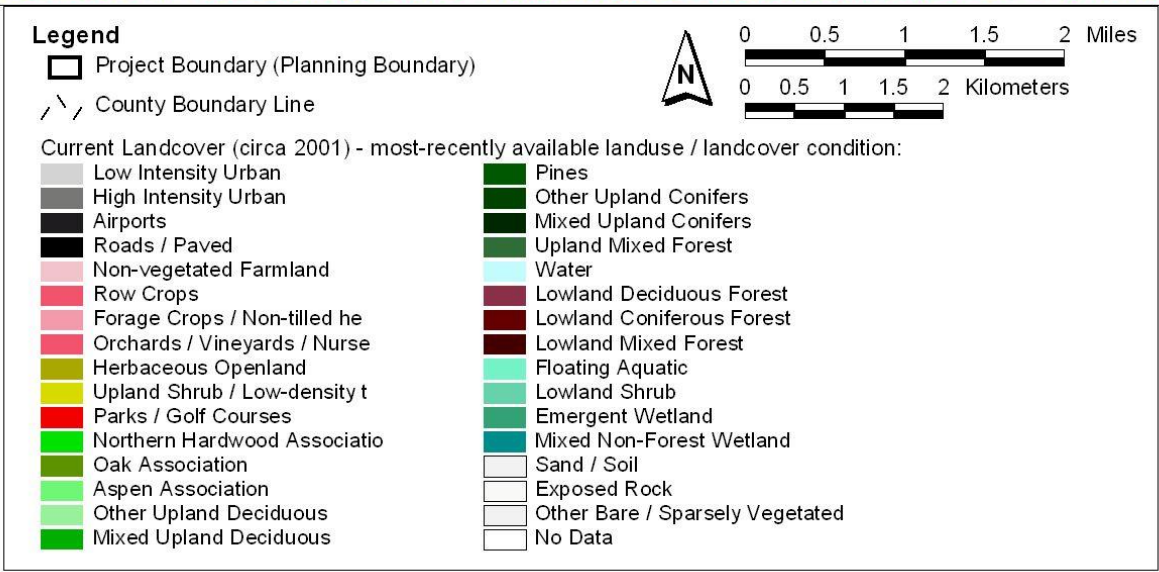 Legend
Project Boundary (Planning Boundary)
County Boundary Line
N
0 0.5 1 1.5 2 Miles
0 0.5 1 1.5 2 Kilometers
Current Landcover (circa 2001) - most-recently available landuse / landcover condition:
Low Intensity Urban
High Intensity Urban
Airports
Roads / Paved
Non-vegetated Farmland
Row Crops
Forage Crops / Non-tilled he
Orchards / Vineyards / Nurse
Herbaceous Openland
Upland Shrub / Low-density t
Parks / Golf Courses
Northern Hardwood Associatio
Oak Association
Aspen Association
Other Upland Deciduous
Mixed Upland Deciduous
Pines
Other Upland Conifers
Mixed Upland Conifers
Upland Mixed Forest
Water
Lowland Deciduous Forest
Lowland Coniferous Forest
Lowland Mixed Forest
Floating Aquatic
Lowland Shrub
Emergent Wetland
Mixed Non-Forest Wetland
Sand / Soil
Exposed Rock
Other Bare / Sparsely Vegetated
No Data